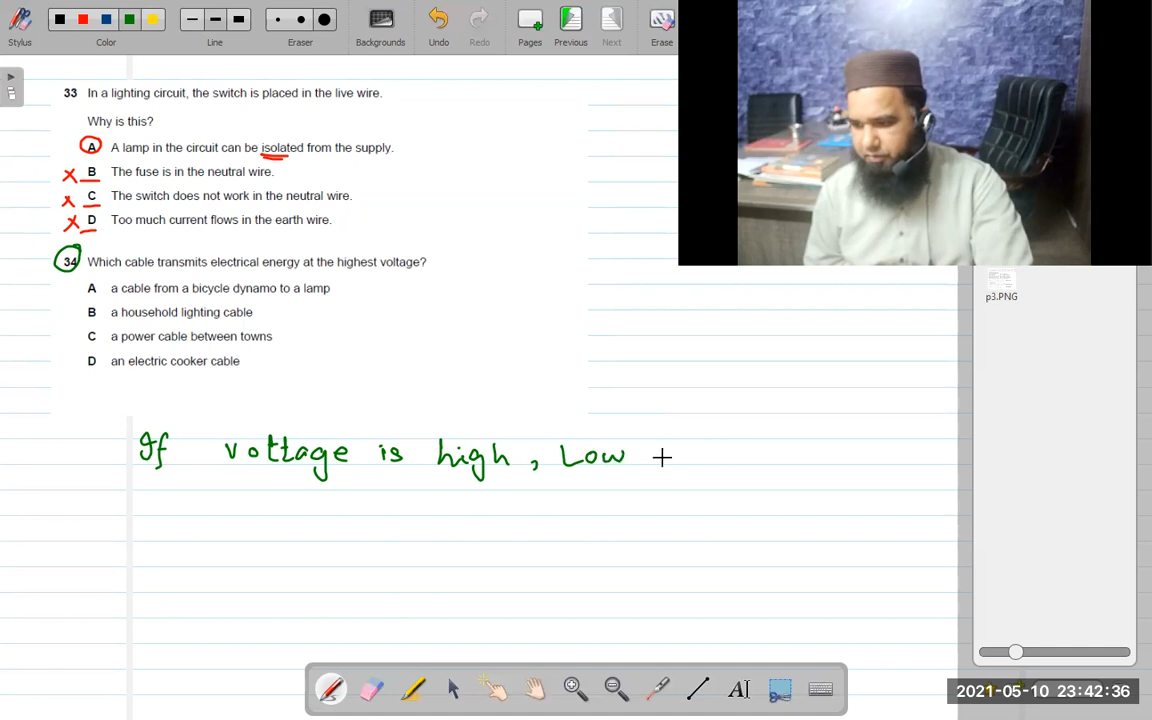 Stylus
Color
Line
Eraser
Backgrounds
Undo
Redo
Pages
Previous
Next
Erase
33 In a lighting circuit, the switch is placed in the live wire.
Why is this?
A A lamp in the circuit can be isolated from the supply.
X B The fuse is in the neutral wire.
X C The switch does not work in the neutral wire.
X D Too much current flows in the earth wire.
34 Which cable transmits electrical energy at the highest voltage?
A a cable from a bicycle dynamo to a lamp
B a household lighting cable
C a power cable between towns
D an electric cooker cable
p3.PNG
If voltage is high, Low
2021-05-10 23:42:36